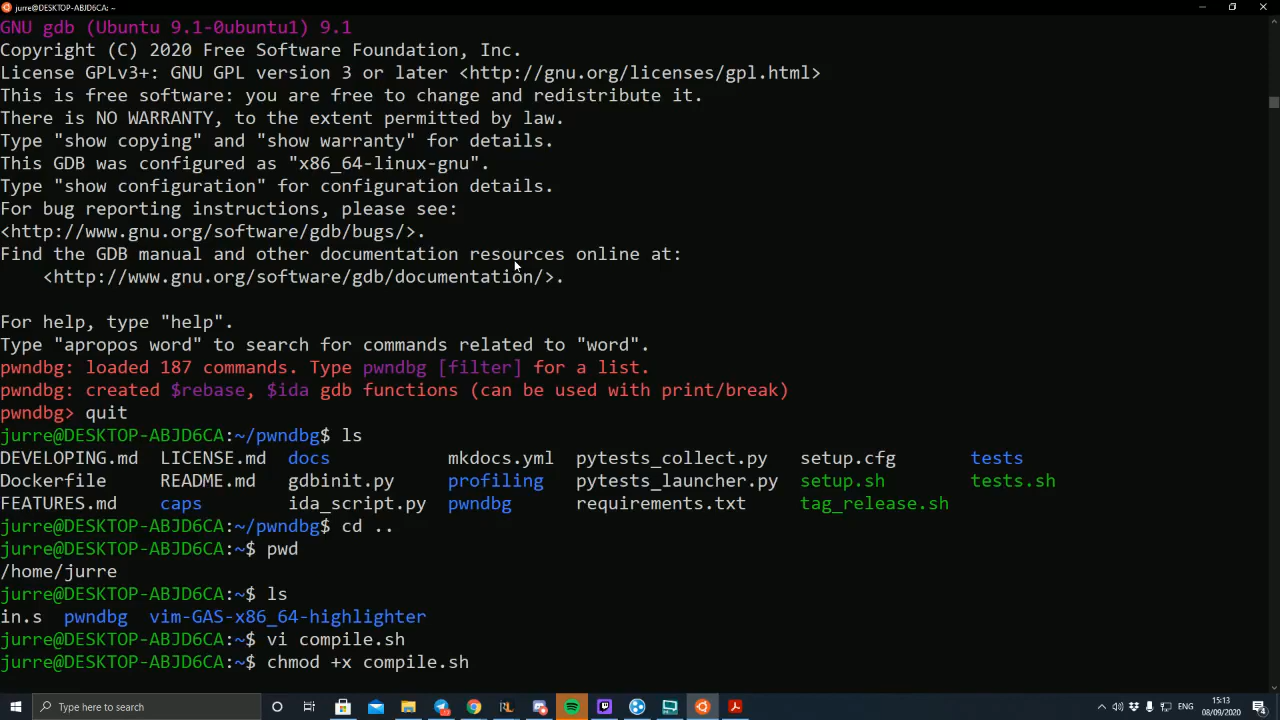 jurre@DESKTOP-ABJD6CA: ~
GNU gdb (Ubuntu 9.1-0ubuntu1) 9.1
Copyright (C) 2020 Free Software Foundation, Inc.
License GPLv3+: GNU GPL version 3 or later <http://gnu.org/licenses/gpl.html>
This is free software: you are free to change and redistribute it.
There is NO WARRANTY, to the extent permitted by law.
Type "show copying" and "show warranty" for details.
This GDB was configured as "x86_64-linux-gnu".
Type "show configuration" for configuration details.
For bug reporting instructions, please see:
<http://www.gnu.org/software/gdb/bugs/>.
Find the GDB manual and other documentation resources online at:
    <http://www.gnu.org/software/gdb/documentation/>.
For help, type "help".
Type "apropos word" to search for commands related to "word".
pwndbg: loaded 187 commands. Type pwndbg [filter] for a list.
pwndbg: created $rebase, $ida gdb functions (can be used with print/break)
pwndbg> quit
jurre@DESKTOP-ABJD6CA:~/pwndbg$ ls
DEVELOPING.md  LICENSE.md  docs           mkdocs.yml  pytests_collect.py   setup.cfg       tests
Dockerfile     README.md   gdbinit.py     profiling   pytests_launcher.py  setup.sh        tests.sh
FEATURES.md    caps        ida_script.py  pwndbg      requirements.txt     tag_release.sh
jurre@DESKTOP-ABJD6CA:~/pwndbg$ cd ..
jurre@DESKTOP-ABJD6CA:~$ pwd
/home/jurre
jurre@DESKTOP-ABJD6CA:~$ ls
in.s  pwndbg  vim-GAS-x86_64-highlighter
jurre@DESKTOP-ABJD6CA:~$ vi compile.sh
jurre@DESKTOP-ABJD6CA:~$ chmod +x compile.sh
Type here to search
ENG
15:13
08/09/2020